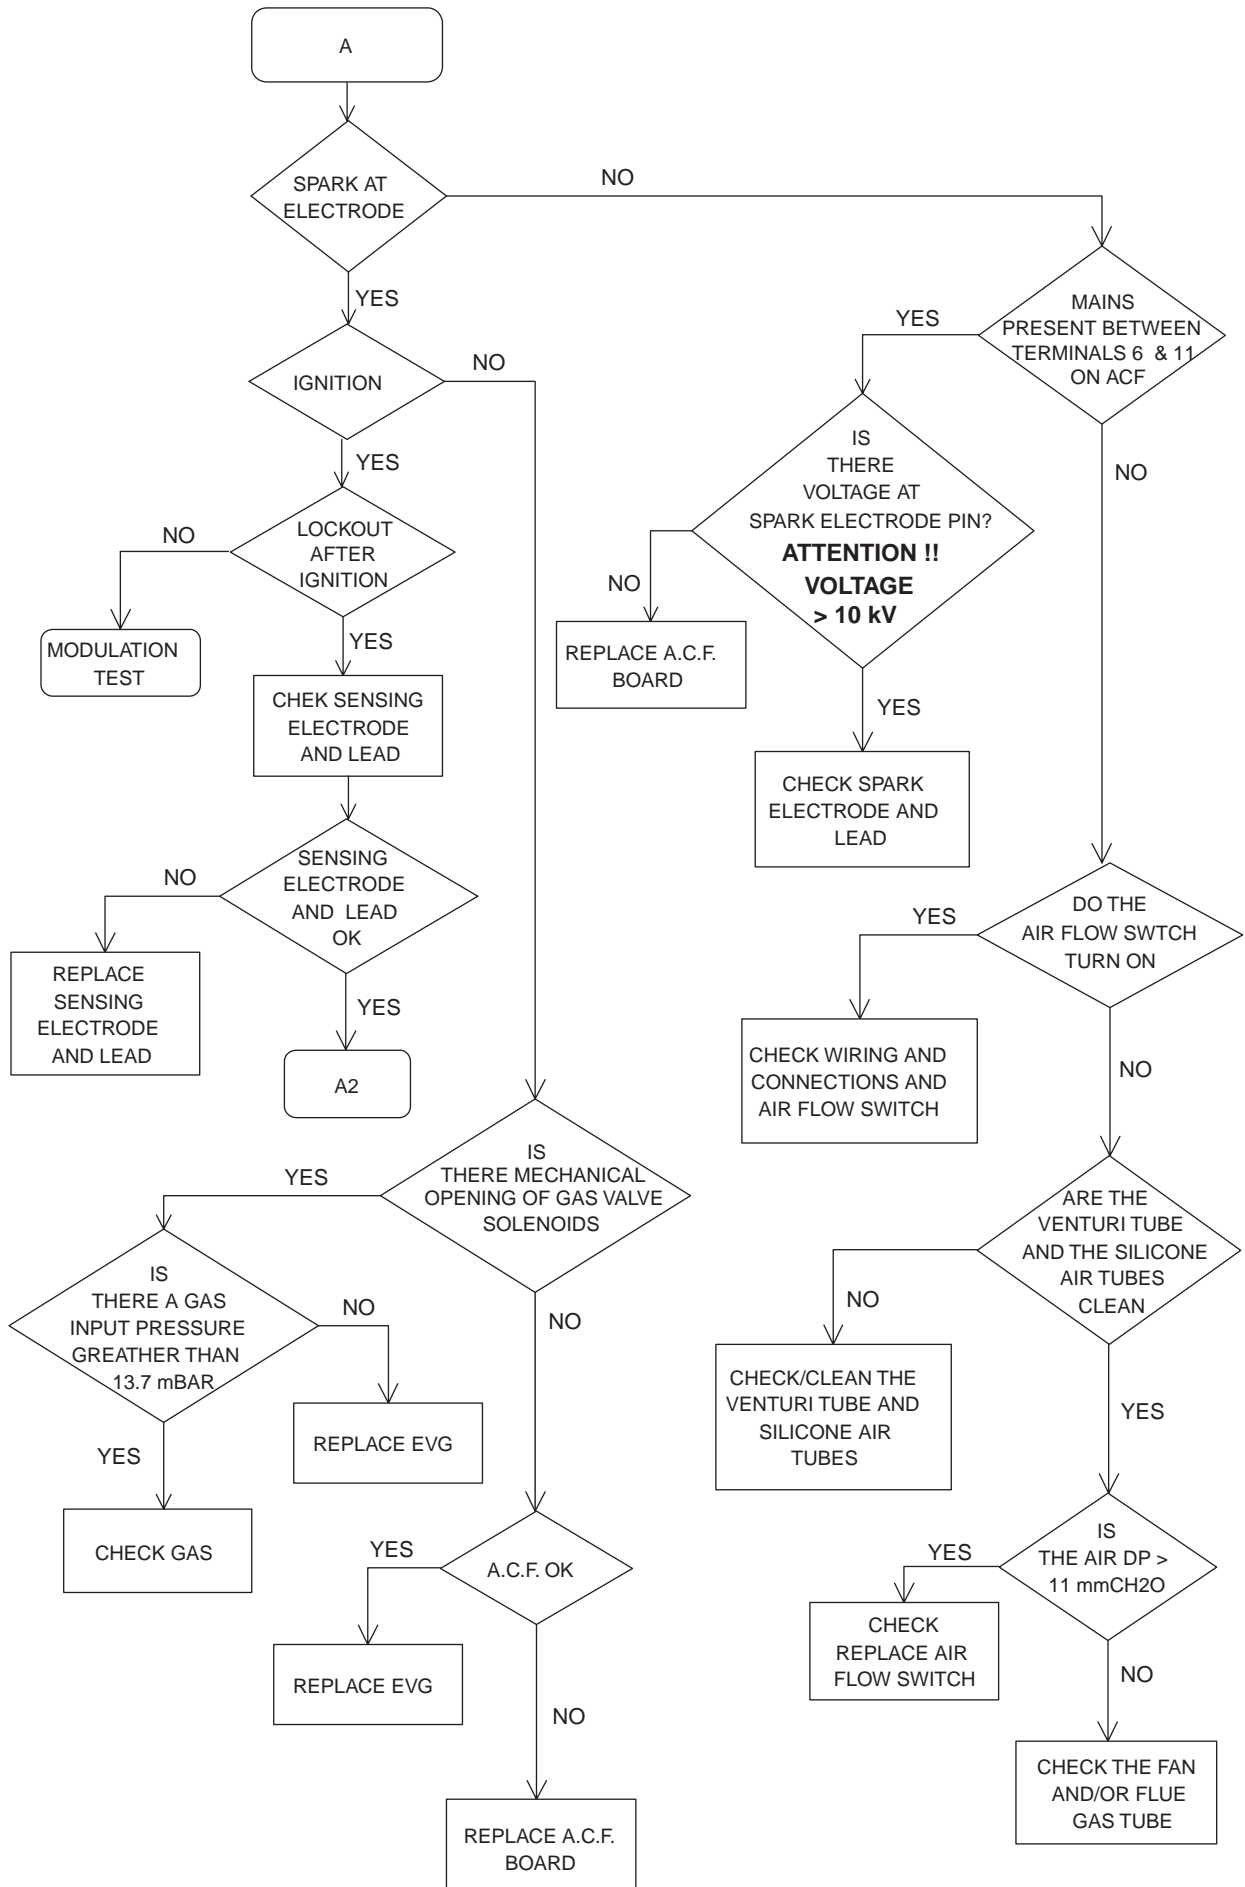 A
SPARK AT
ELECTRODE
NO
YES
IGNITION
NO
YES
LOCKOUT
AFTER
IGNITION
NO
MODULATION
TEST
YES
CHEK SENSING
ELECTRODE
AND LEAD
SENSING
ELECTRODE
AND LEAD
OK
NO
REPLACE
SENSING
ELECTRODE
AND LEAD
YES
A2
IS
THERE MECHANICAL
OPENING OF GAS VALVE
SOLENOIDS
YES
IS
THERE A GAS
INPUT PRESSURE
GREATHER THAN
13.7 mBAR
NO
REPLACE EVG
YES
CHECK GAS
NO
A.C.F. OK
YES
REPLACE EVG
NO
REPLACE A.C.F.
BOARD
MAINS
PRESENT BETWEEN
TERMINALS 6 & 11
ON ACF
YES
IS
THERE
VOLTAGE AT
SPARK ELECTRODE PIN?
ATTENTION !!
VOLTAGE
> 10 kV
NO
REPLACE A.C.F.
BOARD
YES
CHECK SPARK
ELECTRODE AND
LEAD
NO
DO THE
AIR FLOW SWTCH
TURN ON
YES
CHECK WIRING AND
CONNECTIONS AND
AIR FLOW SWITCH
NO
ARE THE
VENTURI TUBE
AND THE SILICONE
AIR TUBES
CLEAN
NO
CHECK/CLEAN THE
VENTURI TUBE AND
SILICONE AIR
TUBES
YES
IS
THE AIR DP >
11 mmCH2O
YES
CHECK
REPLACE AIR
FLOW SWITCH
NO
CHECK THE FAN
AND/OR FLUE
GAS TUBE